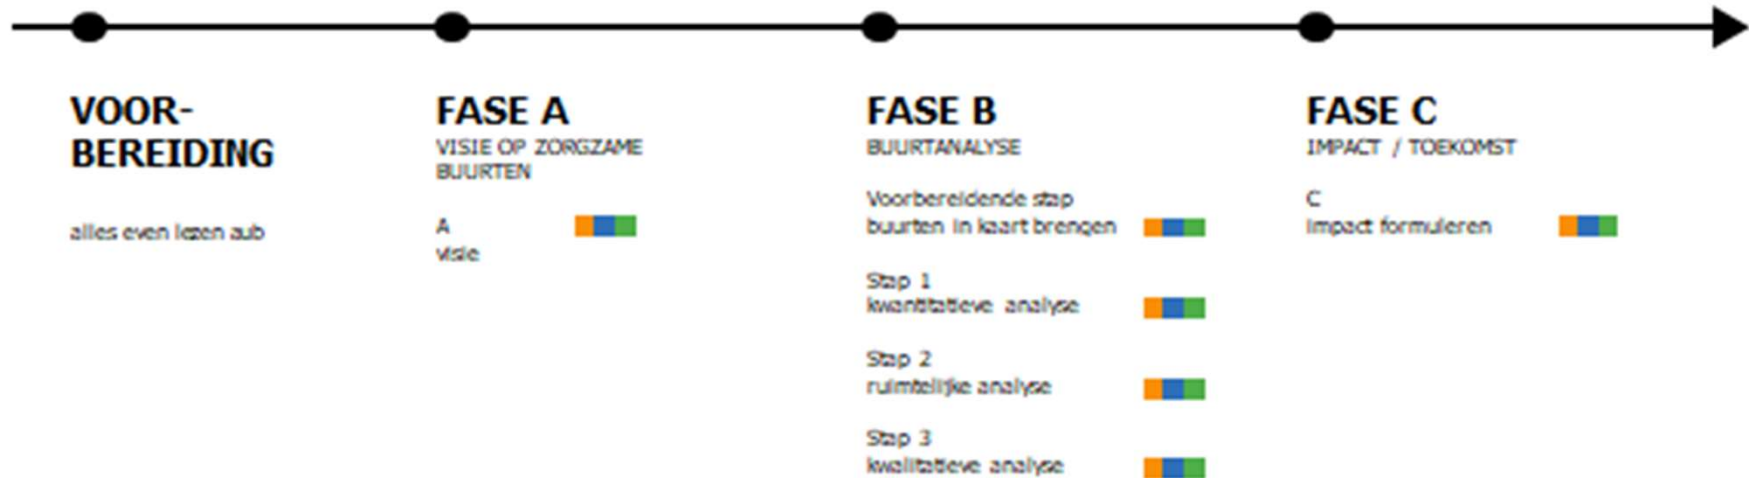 VOOR-
BEREIDING
alles even lezen aub
FASE A
VISIE OP ZORGZAME
BUURTEN
A
visie
FASE B
BUURTANALYSE
Voorbereidende stap
buurten in kaart brengen
Stap 1
kwantitatieve analyse
Stap 2
ruimtelijke analyse
Stap 3
kwalitatieve analyse
FASE C
IMPACT / TOEKOMST
C
impact formuleren